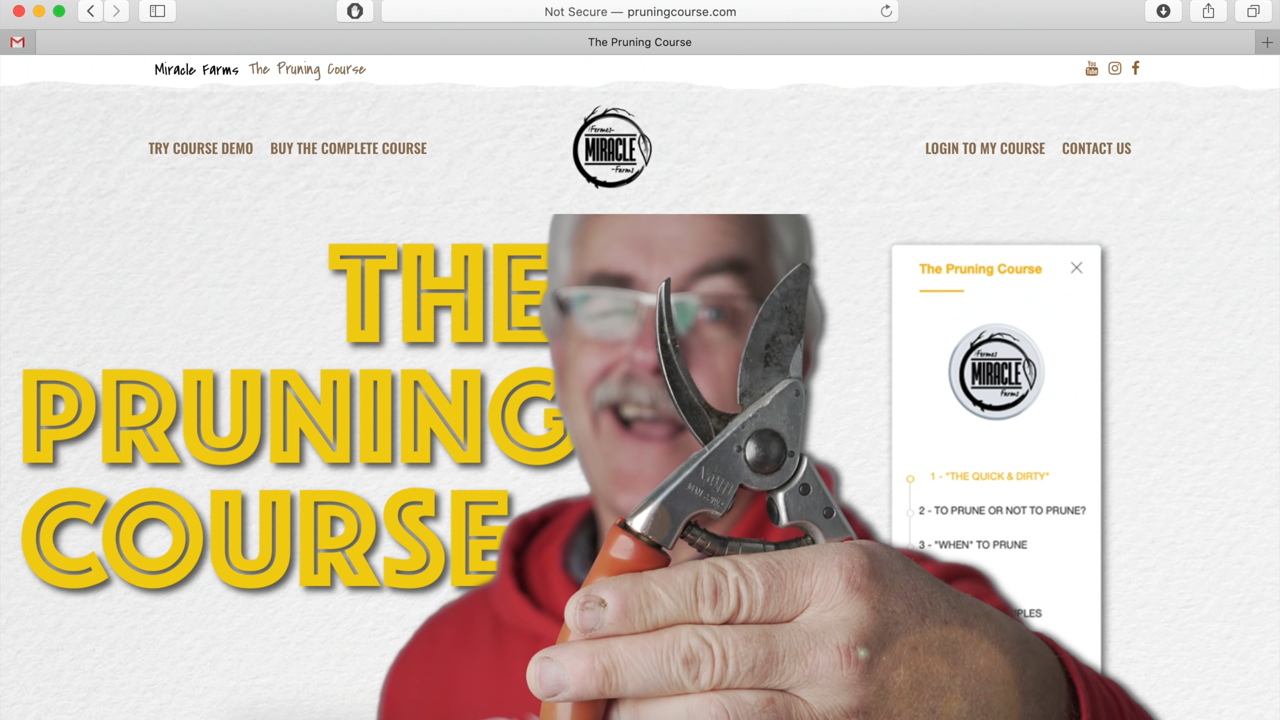 Not Secure — pruningcourse.com
The Pruning Course
Miracle Farms The Pruning Course
You Tube
TRY COURSE DEMO BUY THE COMPLETE COURSE
Fermes
MIRACLE
Farms
LOGIN TO MY COURSE CONTACT US
THE
PRUNING
COURSE
The Pruning Course
Fermes
MIRACLE
Farms
1 - "THE QUICK & DIRTY"
2 - TO PRUNE OR NOT TO PRUNE?
3 - "WHEN" TO PRUNE